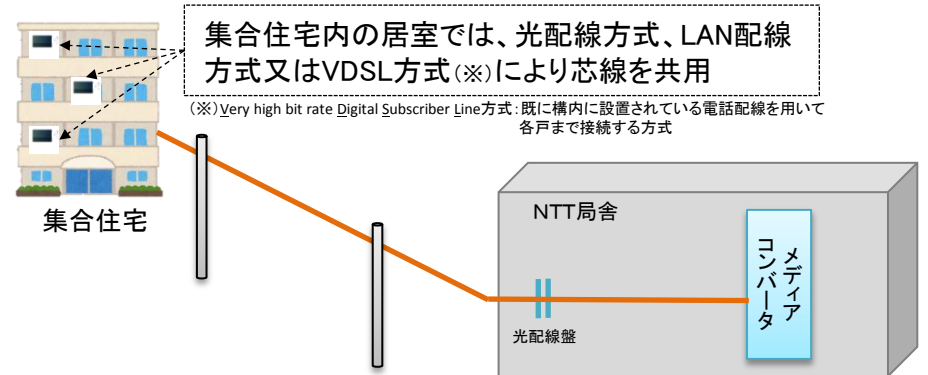 集合住宅内の居室では、光配線方式、LAN配線
方式又はVDSL方式(※)により芯線を共用
(※)Very high bit rate Digital Subscriber Line方式:既に構内に設置されている電話配線を用いて
各戸まで接続する方式
集合住宅
NTT局舎
メディア
コンバータ
光配線盤